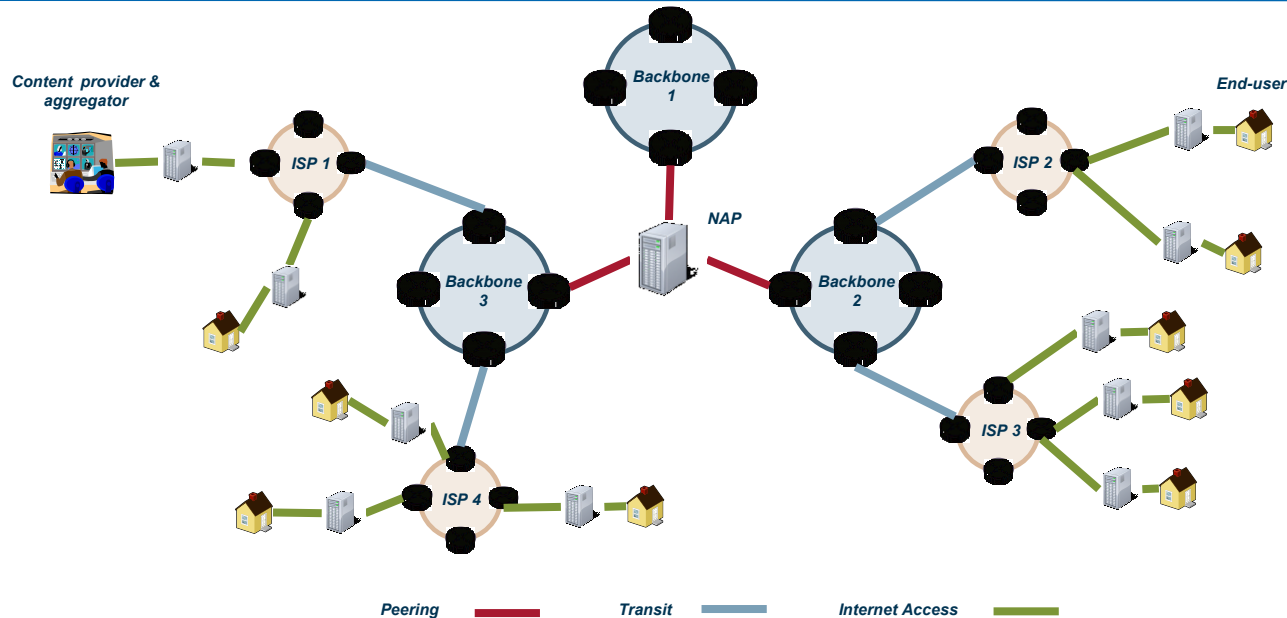 Content provider &
aggregator
Backbone
1
End-user
ISP 1
ISP 2
NAP
Backbone
3
Backbone
2
ISP 3
ISP 4
Peering
Transit
Internet Access